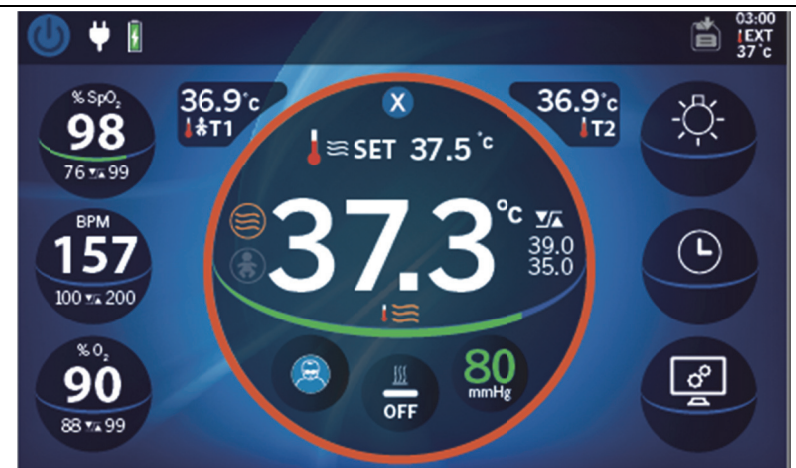 03:00
EXT
37 °c
% SpO₂
98
76 99
36.9°c
T1
X
36.9°c
T2
SET 37.5 °c
37.3 °c
39.0
35.0
BPM
157
100 200
% O₂
90
88 99
OFF
80
mmHg